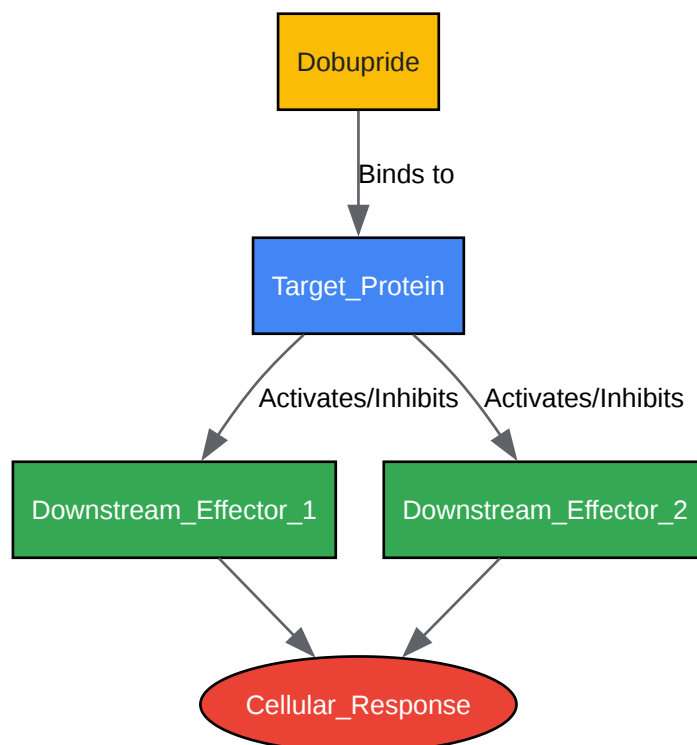 Dobupride
Binds to
Target_Protein
Activates/Inhibits
Activates/Inhibits
Downstream_Effector_1
Downstream_Effector_2
Cellular_Response